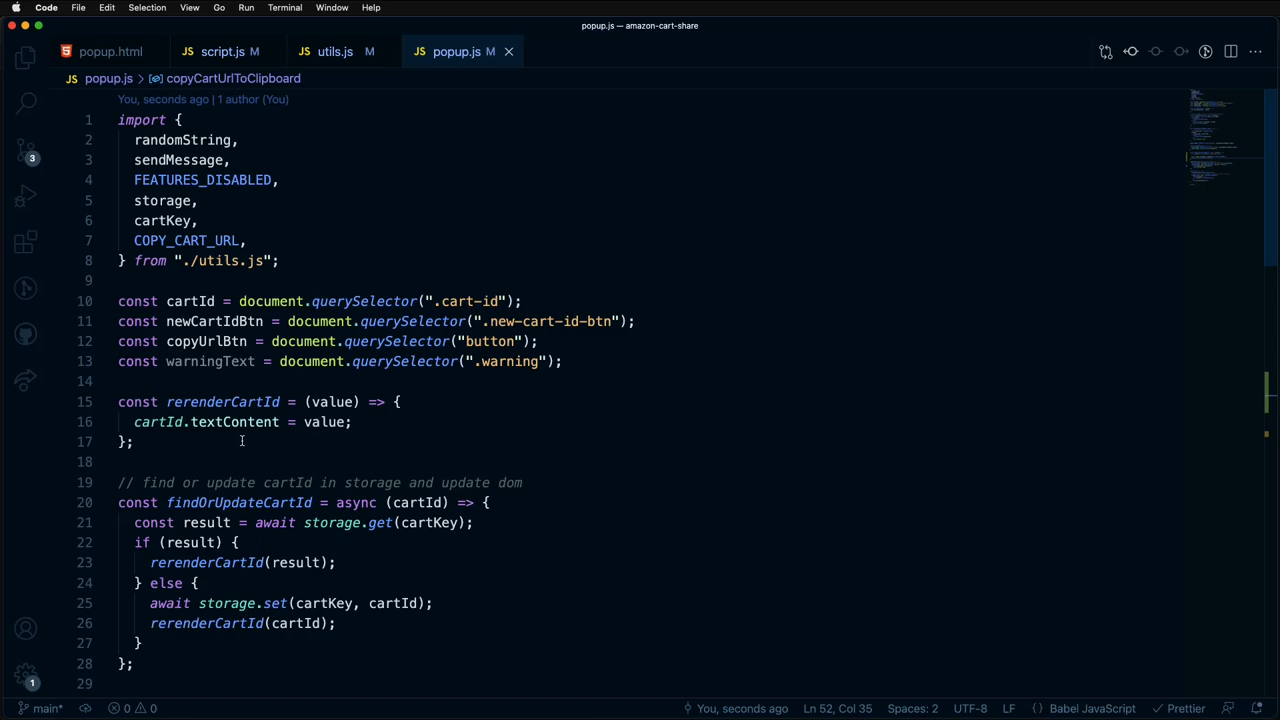 Code File Edit Selection View Go Run Terminal Window Help
popup.js — amazon-cart-share
popup.html JS script.js M JS utils.js M JS popup.js M
JS popup.js > copyCartUrlToClipboard
You, seconds ago | 1 author (You)
1 import {
2 randomString,
3 sendMessage,
4 FEATURES_DISABLED,
5 storage,
6 cartKey,
7 COPY_CART_URL,
8 } from "./utils.js";
9
10 const cartId = document.querySelector(".cart-id");
11 const newCartIdBtn = document.querySelector(".new-cart-id-btn");
12 const copyUrlBtn = document.querySelector("button");
13 const warningText = document.querySelector(".warning");
14
15 const rerenderCartId = (value) => {
16 cartId.textContent = value;
17 };
18
19 // find or update cartId in storage and update dom
20 const findOrUpdateCartId = async (cartId) => {
21 const result = await storage.get(cartKey);
22 if (result) {
23 rerenderCartId(result);
24 } else {
25 await storage.set(cartKey, cartId);
26 rerenderCartId(cartId);
27 }
28 };
29
3
1
main* 0 0 You, seconds ago Ln 52, Col 35 Spaces: 2 UTF-8 LF {} Babel JavaScript Prettier